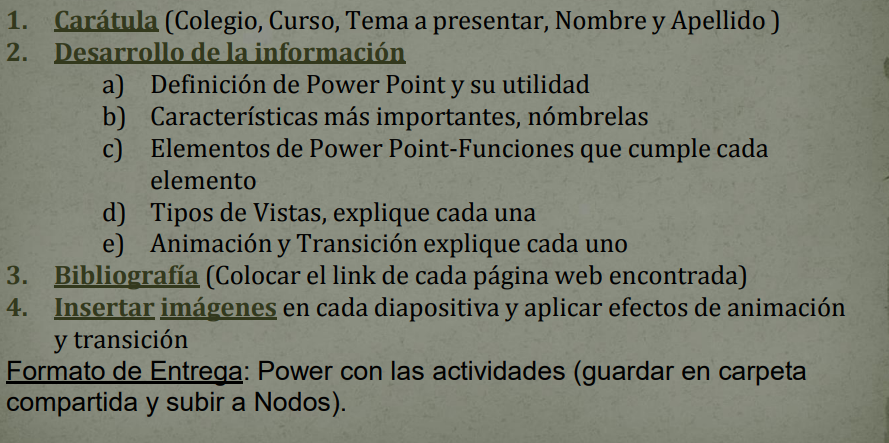 1. Carátula (Colegio, Curso, Tema a presentar, Nombre y Apellido )
2. Desarrollo de la información
a) Definición de Power Point y su utilidad
b) Características más importantes, nómbrelas
c) Elementos de Power Point-Funciones que cumple cada
elemento
d) Tipos de Vistas, explique cada una
e) Animación y Transición explique cada uno
3. Bibliografía (Colocar el link de cada página web encontrada)
4. Insertar imágenes en cada diapositiva y aplicar efectos de animación
y transición
Formato de Entrega: Power con las actividades (guardar en carpeta
compartida y subir a Nodos).